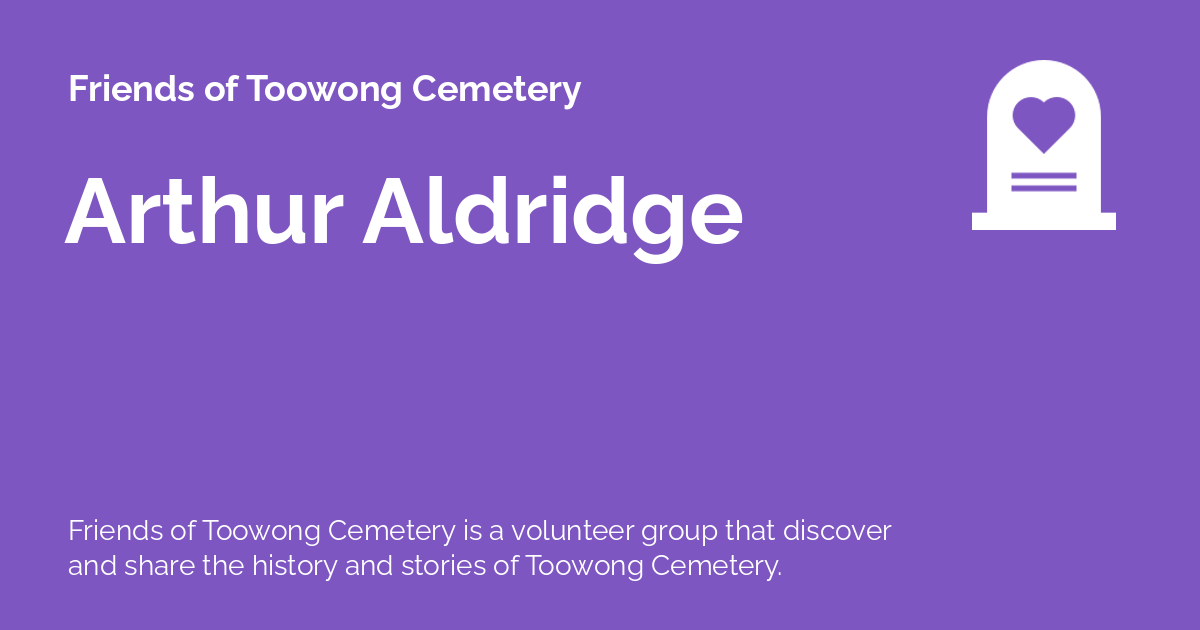 Friends of Toowong Cemetery
Arthur Aldridge
Friends of Toowong Cemetery is a volunteer group that discover
and share the history and stories of Toowong Cemetery.